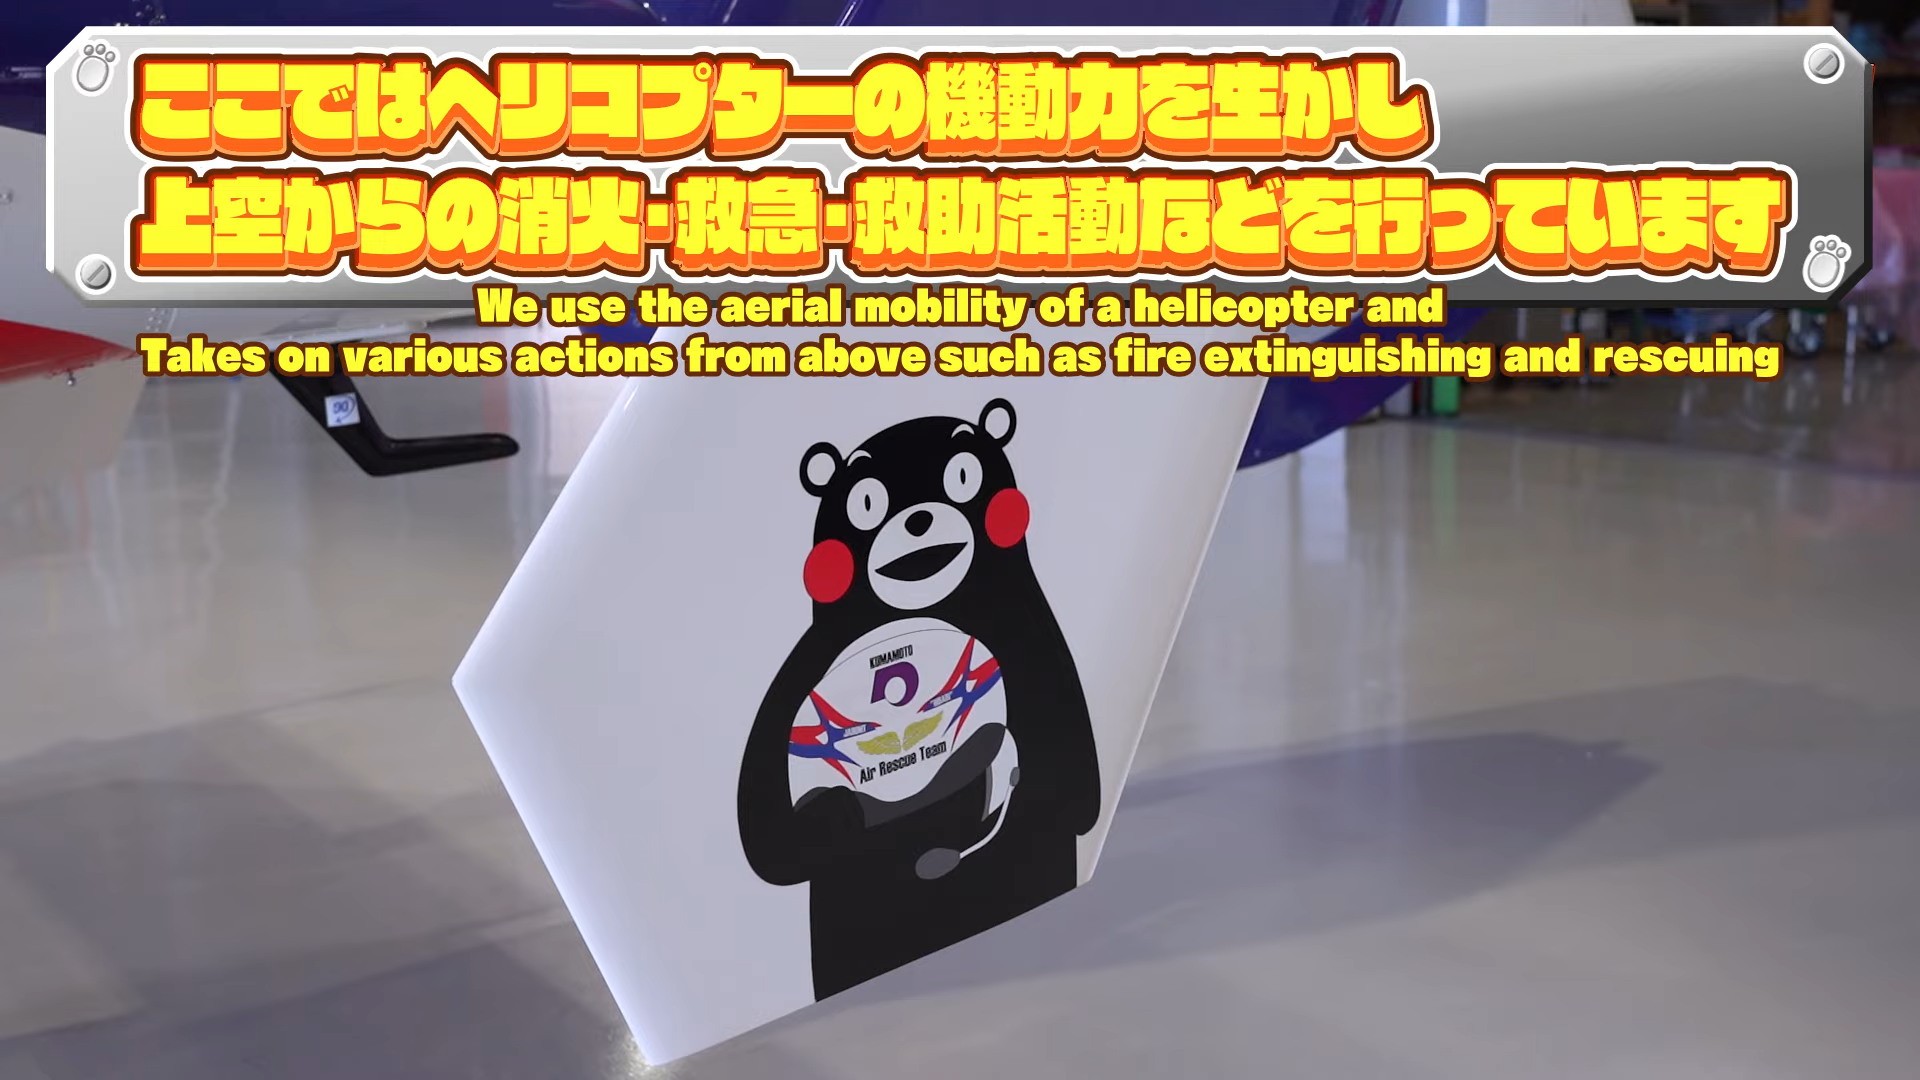 ここではヘリコプターの機動力を生かし
上空からの消火・救急・救助活動などを行っています
We use the aerial mobility of a helicopter and
Takes on various actions from above such as fire extinguishing and rescuing
90
KUMAMOTO
Air Rescue Team